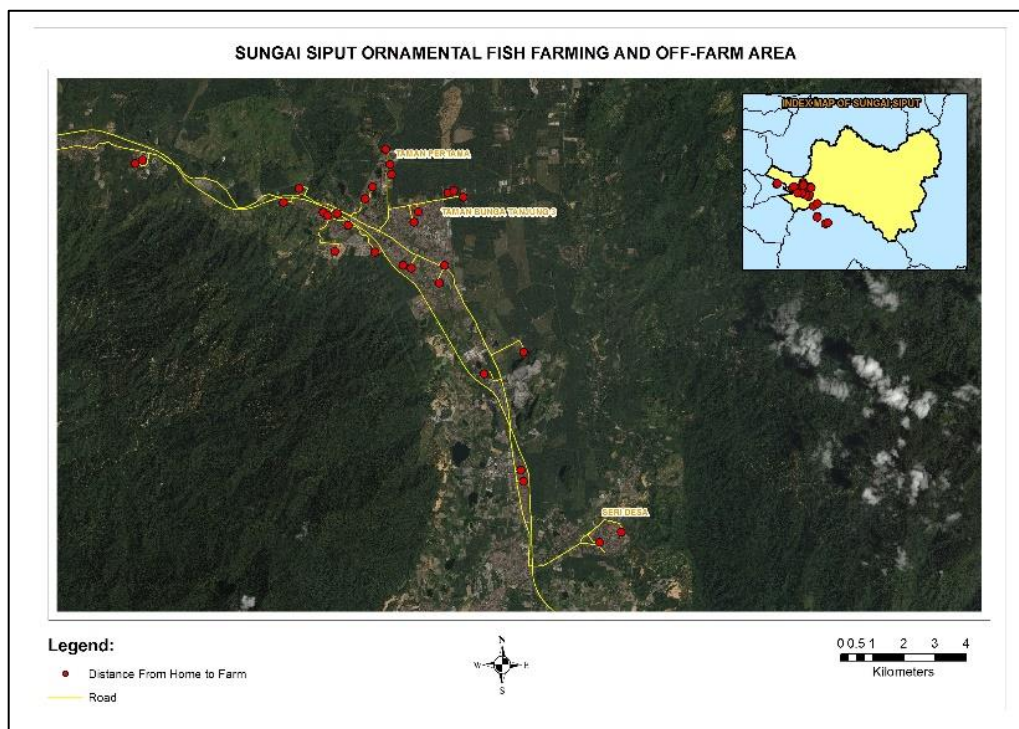 SUNGAI SIPUT ORNAMENTAL FISH FARMING AND OFF-FARM AREA
INDEX MAP OF SUNGAI SIPUT
TAMAN PERTAMA
TAMAN BUNGA TANJUNG 3
SERI DESA
Legend:
Distance From Home to Farm
Road
N
W
E
S
0 0.5 1 2 3 4
Kilometers